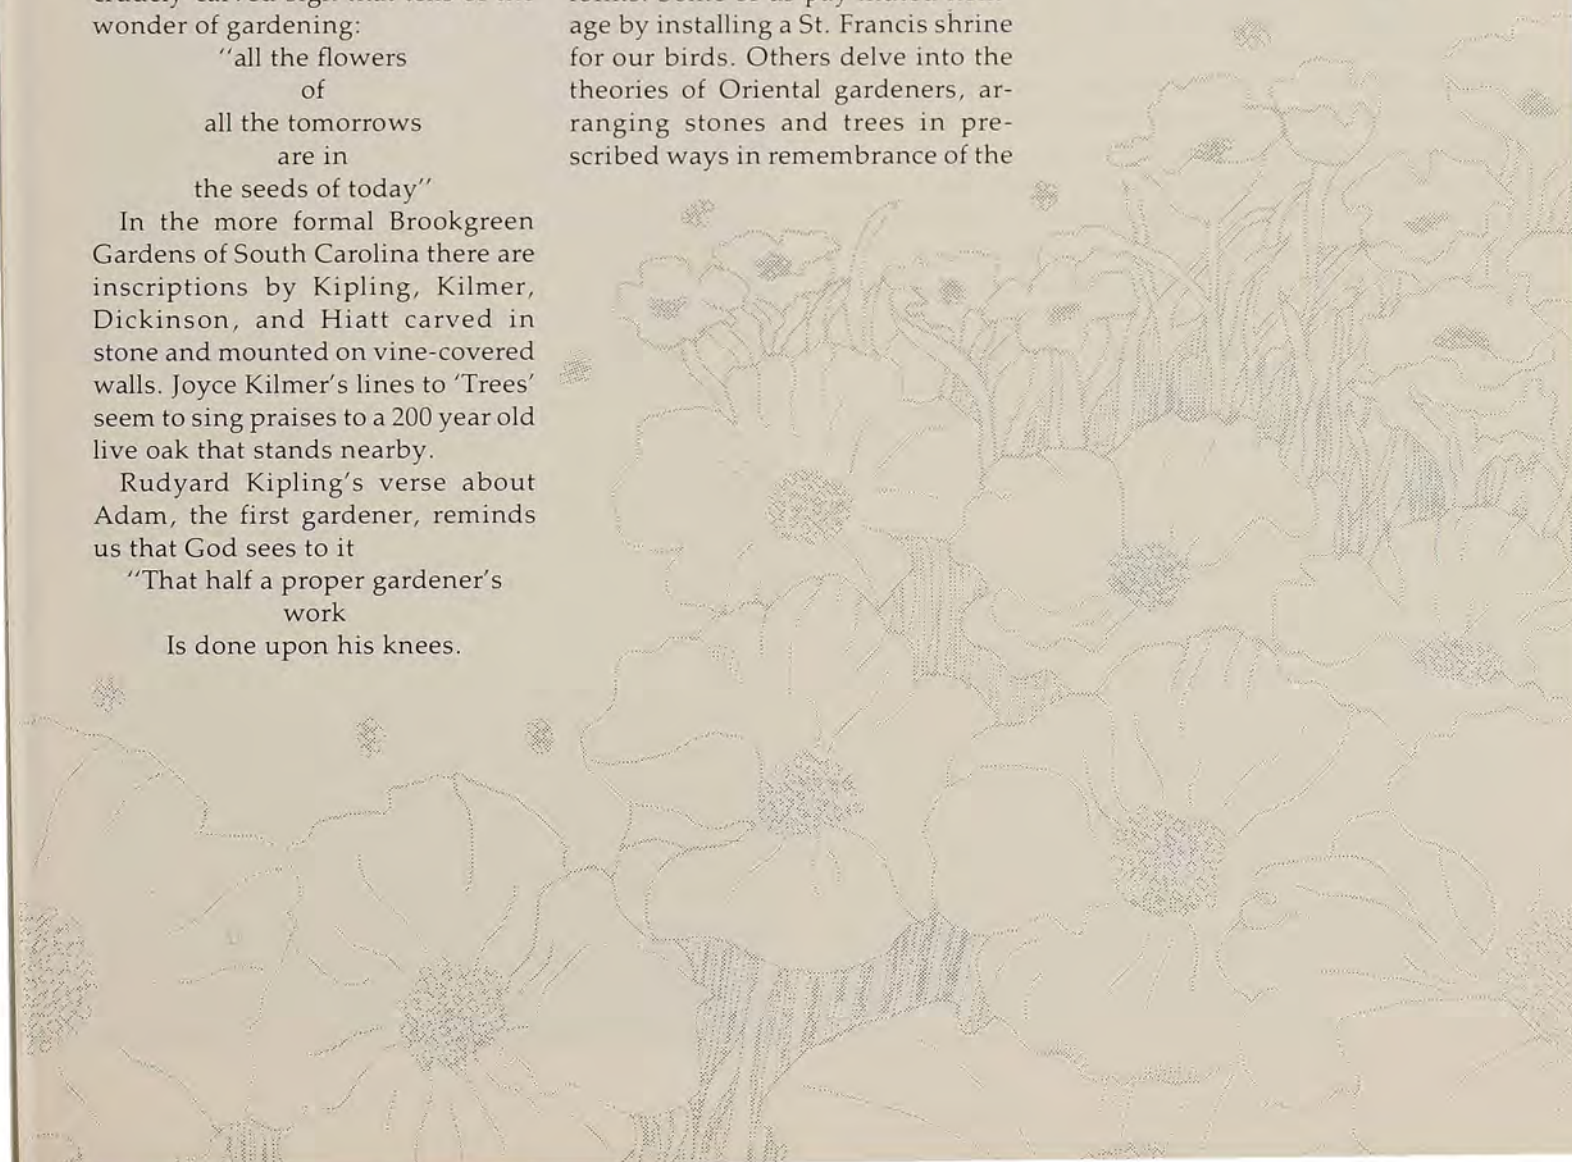 wonder of gardening:
"all the flowers
of
all the tomorrows
are in
the seeds of today"
In the more formal Brookgreen
Gardens of South Carolina there are
inscriptions by Kipling, Kilmer,
Dickinson, and Hiatt carved in
stone and mounted on vine-covered
walls. Joyce Kilmer's lines to 'Trees'
seem to sing praises to a 200 year old
live oak that stands nearby.
Rudyard Kipling's verse about
Adam, the first gardener, reminds
us that God sees to it
"That half a proper gardener's
work
Is done upon his knees.
age by installing a St. Francis shrine
for our birds. Others delve into the
theories of Oriental gardeners, ar-
ranging stones and trees in pre-
scribed ways in remembrance of the